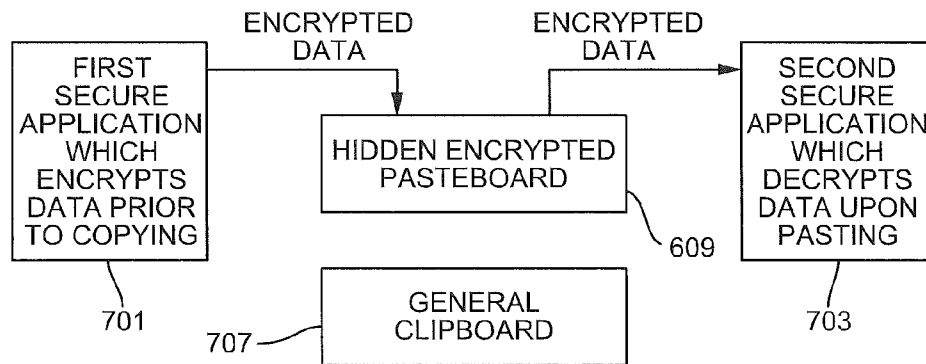 ENCRYPTED
DATA
ENCRYPTED
DATA
FIRST
SECURE
APPLICATION
WHICH
ENCRYPTS
DATA PRIOR
TO COPYING
HIDDEN ENCRYPTED
PASTEBOARD
SECOND
SECURE
APPLICATION
WHICH
DECRYPTS
DATA UPON
PASTING
609
701
703
GENERAL
CLIPBOARD
707